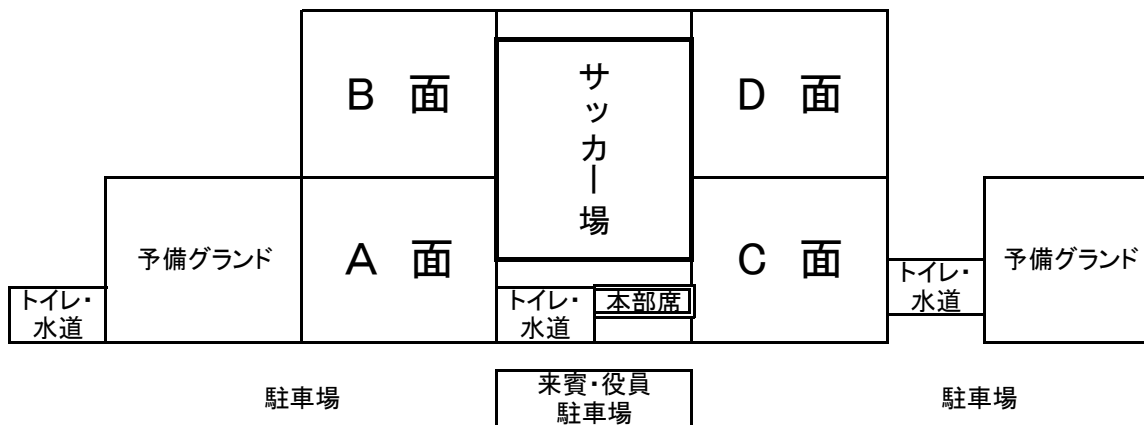 B 面
サッカー場
D 面
予備グランド
A 面
C 面
予備グランド
トイレ・
水道
トイレ・
水道
本部席
トイレ・
水道
駐車場
来賓・役員
駐車場
駐車場